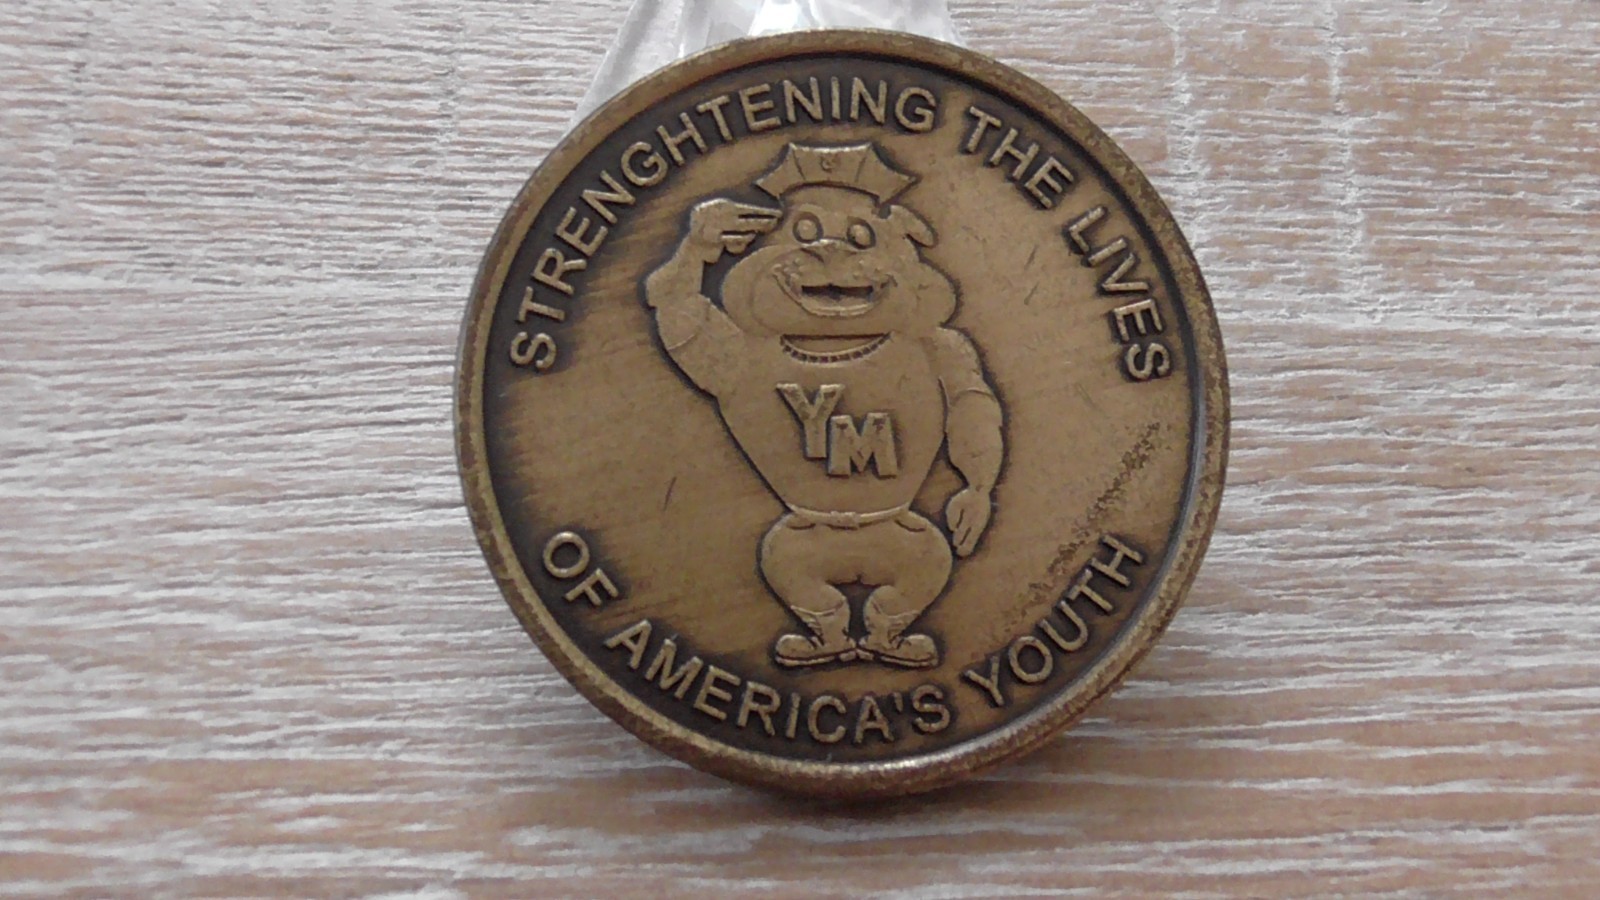 STRENGHTENING THE LIVES
YM
OF AMERICA'S YOUTH